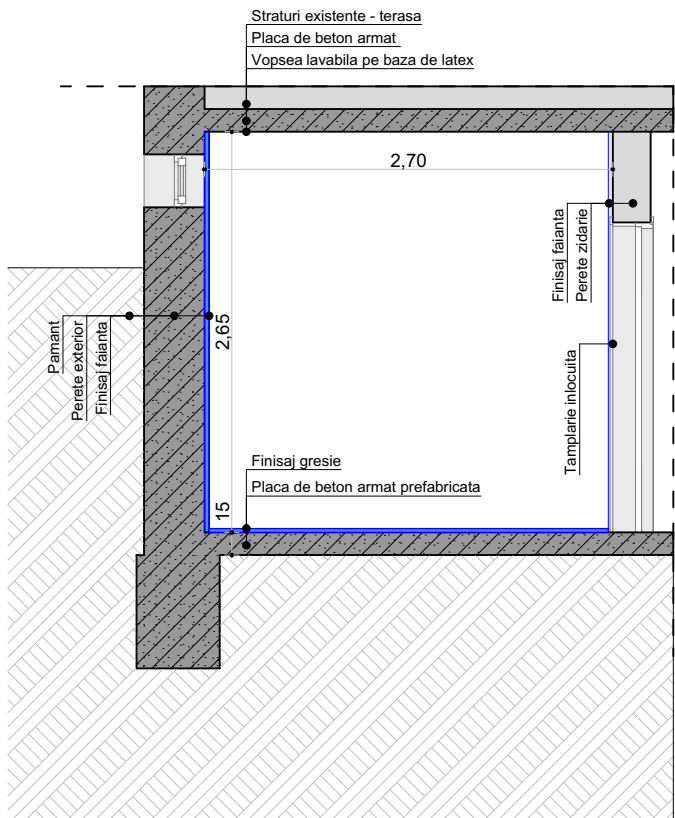 Straturi existente - terasa
Placa de beton armat
Vopsea lavabila pe baza de latex
2,70
Finisaj faianta
Perete zidarie
Pamant
Perete exterior
Finisaj faianta
2,65
Tamplarie inlocuita
Finisaj gresie
Placa de beton armat prefabricata
15